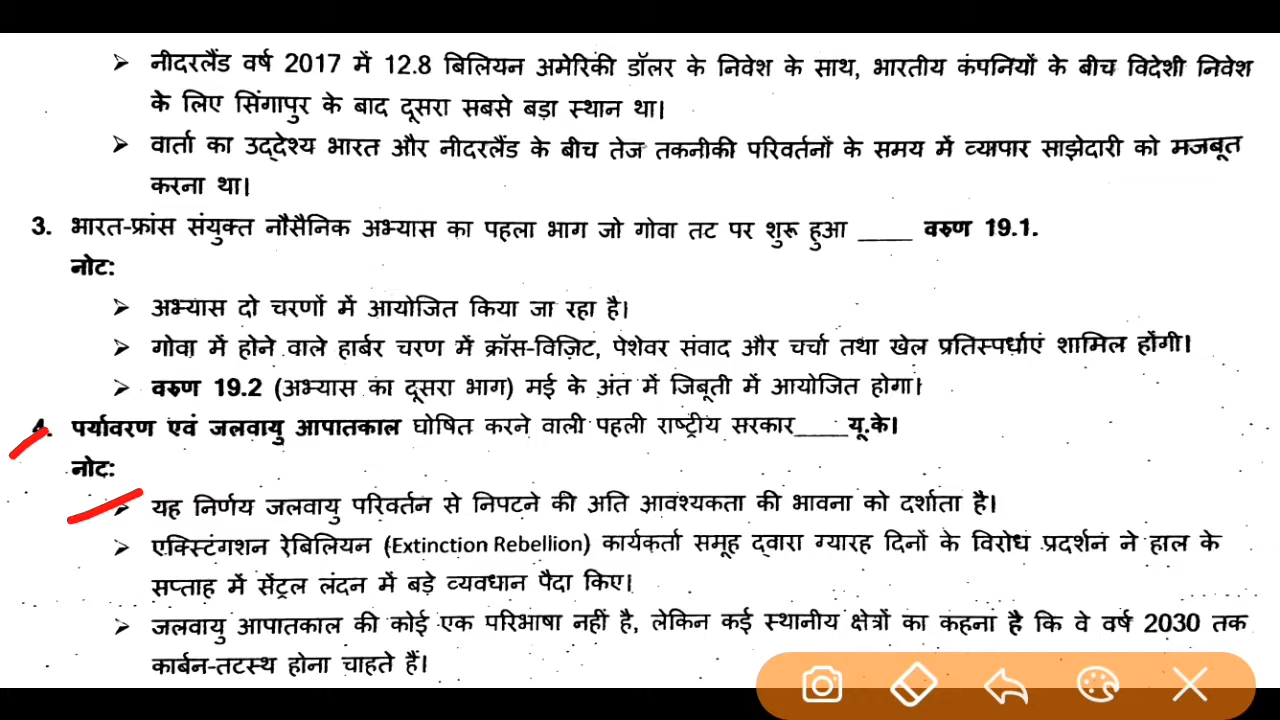 ➢ नीदरलैंड वर्ष 2017 में 12.8 बिलियन अमेरिकी डॉलर के निवेश के साथ, भारतीय कंपनियों के बीच विदेशी निवेश
के लिए सिंगापुर के बाद दूसरा सबसे बड़ा स्थान था।
➢ वार्ता का उद्देश्य भारत और नीदरलैंड के बीच तेज तकनीकी परिवर्तनों के समय में व्यापार साझेदारी को मजबूत
करना था।
3. भारत-फ्रांस संयुक्त नौसैनिक अभ्यास का पहला भाग जो गोवा तट पर शुरू हुआ ____ वरुण 19.1.
नोट:
➢ अभ्यास दो चरणों में आयोजित किया जा रहा है।
➢ गोवा में होने वाले हार्बर चरण में क्रॉस-विज़िट, पेशेवर संवाद और चर्चा तथा खेल प्रतिस्पर्धाएं शामिल होंगी।
➢ वरुण 19.2 (अभ्यास का दूसरा भाग) मई के अंत में जिबूती में आयोजित होगा।
4. पर्यावरण एवं जलवायु आपातकाल घोषित करने वाली पहली राष्ट्रीय सरकार____यू.के।
नोट:
➢ यह निर्णय जलवायु परिवर्तन से निपटने की अति आवश्यकता की भावना को दर्शाता है।
➢ एक्स्टिंगशन रेबिलियन (Extinction Rebellion) कार्यकर्ता समूह द्वारा ग्यारह दिनों के विरोध प्रदर्शन ने हाल के
सप्ताह में सेंट्रल लंदन में बड़े व्यवधान पैदा किए।
➢ जलवायु आपातकाल की कोई एक परिभाषा नहीं है, लेकिन कई स्थानीय क्षेत्रों का कहना है कि वे वर्ष 2030 तक
कार्बन-तटस्थ होना चाहते हैं।